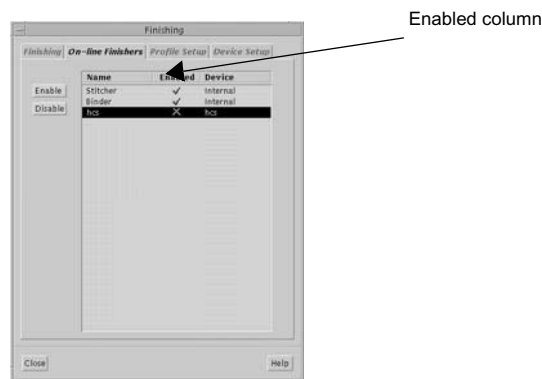 Enabled column
Finishing
Finishing On-line Finishers Profile Setup Device Setup
Name Enabled Device
Enable
Disable
Stitcher ✓ Internal
Binder ✓ Internal
hcs ✕ hcs
Close Help